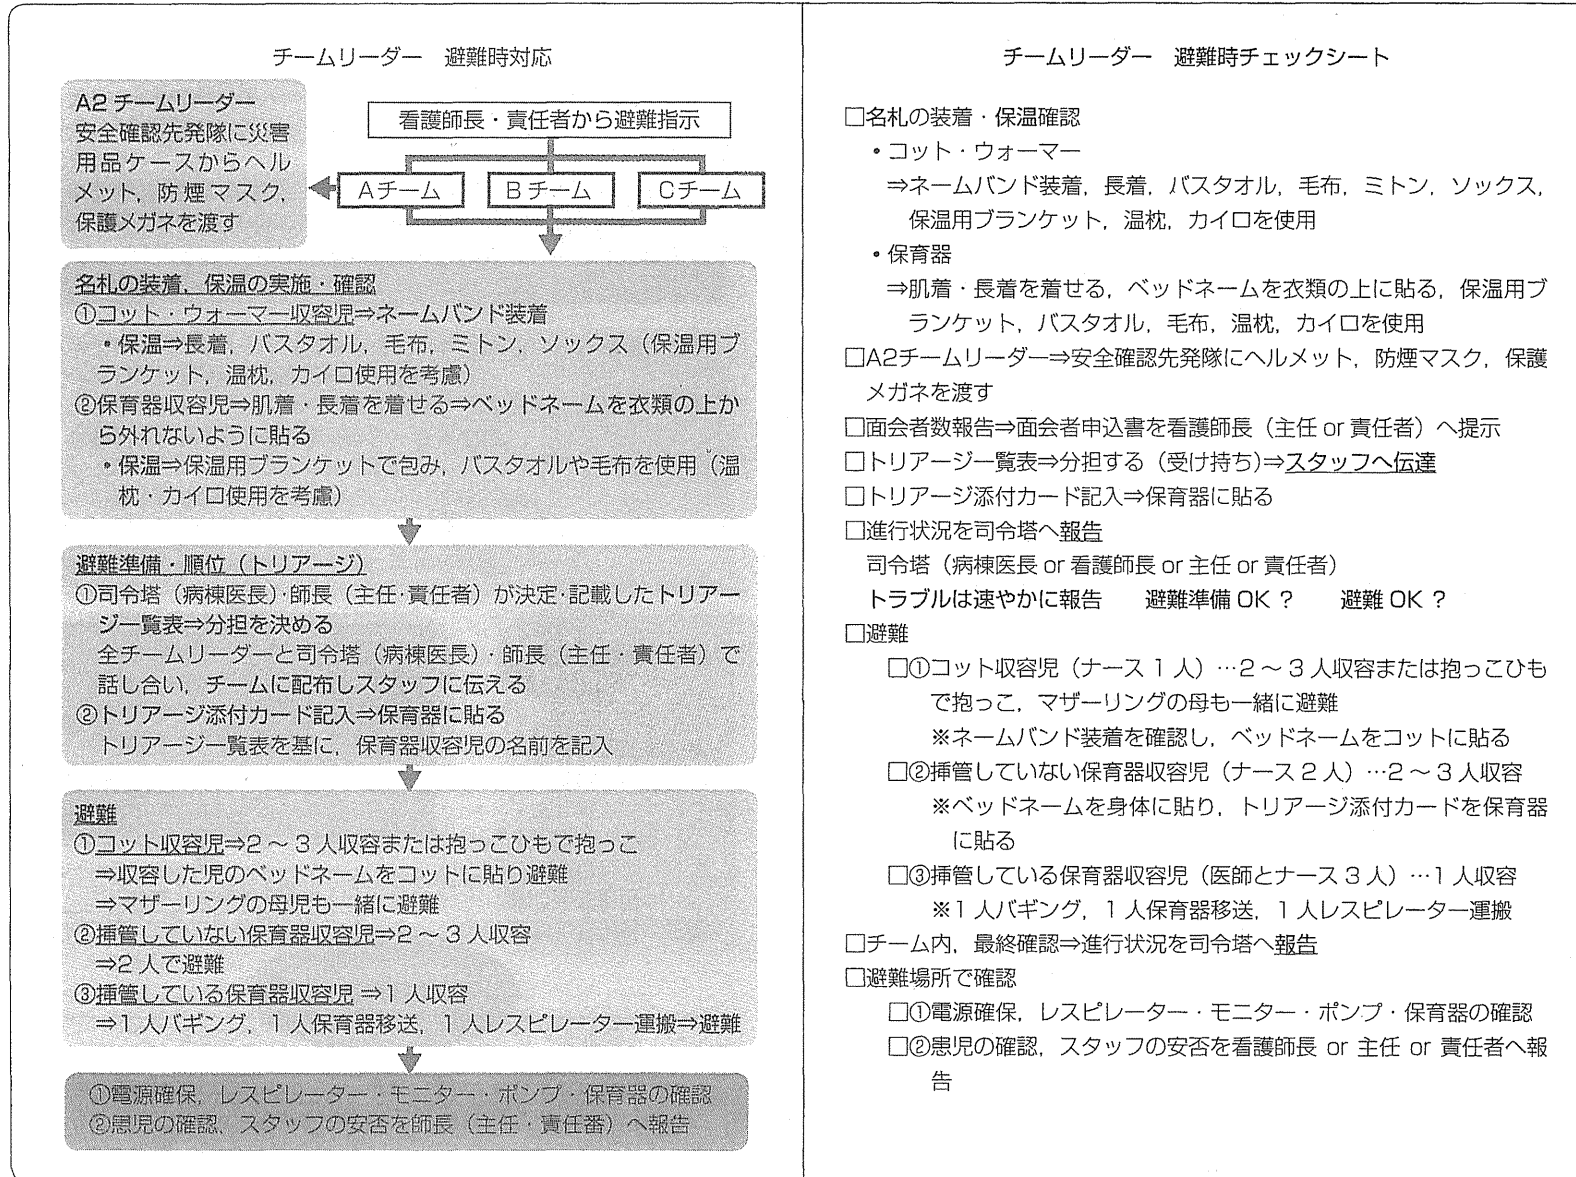 チームリーダー　避難時対応
A2 チームリーダー
安全確認先発隊に災害
用品ケースからヘル
メット，防煙マスク，
保護メガネを渡す
看護師長・責任者から避難指示
Aチーム
Bチーム
Cチーム
名札の装着，保温の実施・確認
①コット・ウォーマー収容児⇒ネームバンド装着
・保温⇒長着，バスタオル，毛布，ミトン，ソックス（保温用ブ
ランケット，温枕，カイロ使用を考慮）
②保育器収容児⇒肌着・長着を着せる⇒ベッドネームを衣類の上か
ら外れないように貼る
・保温⇒保温用ブランケットで包み，バスタオルや毛布を使用（温
枕・カイロ使用を考慮）
避難準備・順位（トリアージ）
①司令塔（病棟医長）・師長（主任・責任者）が決定・記載したトリアー
ジ一覧表⇒分担を決める
全チームリーダーと司令塔（病棟医長）・師長（主任・責任者）で
話し合い，チームに配布しスタッフに伝える
②トリアージ添付カード記入⇒保育器に貼る
トリアージ一覧表を基に，保育器収容児の名前を記入
避難
①コット収容児⇒2～3人収容または抱っこひもで抱っこ
⇒収容した児のベッドネームをコットに貼り避難
⇒マザーリングの母児も一緒に避難
②挿管していない保育器収容児⇒2～3人収容
⇒2人で避難
③挿管している保育器収容児 ⇒1人収容
⇒1人バギング，1人保育器移送，1人レスピレーター運搬⇒避難
①電源確保，レスピレーター・モニター・ポンプ・保育器の確認
②患児の確認，スタッフの安否を師長（主任・責任番）へ報告
チームリーダー　避難時チェックシート
□名札の装着・保温確認
・コット・ウォーマー
⇒ネームバンド装着，長着，バスタオル，毛布，ミトン，ソックス，
保温用ブランケット，温枕，カイロを使用
・保育器
⇒肌着・長着を着せる，ベッドネームを衣類の上に貼る，保温用ブ
ランケット，バスタオル，毛布，温枕，カイロを使用
□A2チームリーダー⇒安全確認先発隊にヘルメット，防煙マスク，保護
メガネを渡す
□面会者数報告⇒面会者申込書を看護師長（主任 or 責任者）へ提示
□トリアージ一覧表⇒分担する（受け持ち）⇒スタッフへ伝達
□トリアージ添付カード記入⇒保育器に貼る
□進行状況を司令塔へ報告
司令塔（病棟医長 or 看護師長 or 主任 or 責任者）
トラブルは速やかに報告　避難準備 OK ？　避難 OK ？
□避難
□①コット収容児（ナース 1 人）…2～3人収容または抱っこひも
で抱っこ，マザーリングの母も一緒に避難
※ネームバンド装着を確認し，ベッドネームをコットに貼る
□②挿管していない保育器収容児（ナース 2 人）…2～3人収容
※ベッドネームを身体に貼り，トリアージ添付カードを保育器
に貼る
□③挿管している保育器収容児（医師とナース 3 人）…1人収容
※1人バギング，1人保育器移送，1人レスピレーター運搬
□チーム内，最終確認⇒進行状況を司令塔へ報告
□避難場所で確認
□①電源確保，レスピレーター・モニター・ポンプ・保育器の確認
□②患児の確認，スタッフの安否を看護師長 or 主任 or 責任者へ報
告